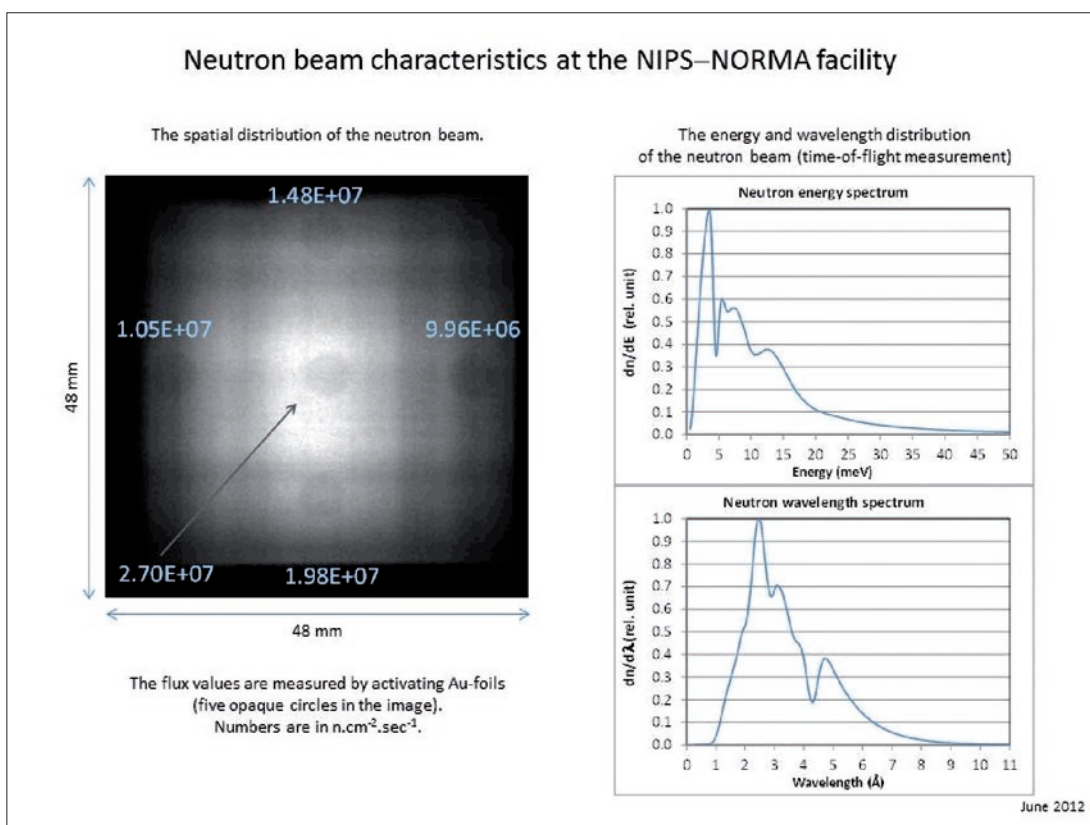 Neutron beam characteristics at the NIPS–NORMA facility
The spatial distribution of the neutron beam.
48 mm
1.48E+07
1.05E+07
9.96E+06
2.70E+07
1.98E+07
48 mm
The flux values are measured by activating Au-foils
(five opaque circles in the image).
Numbers are in n.cm⁻².sec⁻¹.
The energy and wavelength distribution
of the neutron beam (time-of-flight measurement)
Neutron energy spectrum
dn/dE (rel. unit)
1.0
0.9
0.8
0.7
0.6
0.5
0.4
0.3
0.2
0.1
0.0
0 5 10 15 20 25 30 35 40 45 50
Energy (meV)
Neutron wavelength spectrum
dn/dλ(rel. unit)
1.0
0.9
0.8
0.7
0.6
0.5
0.4
0.3
0.2
0.1
0.0
0 1 2 3 4 5 6 7 8 9 10 11
Wavelength (Å)
June 2012